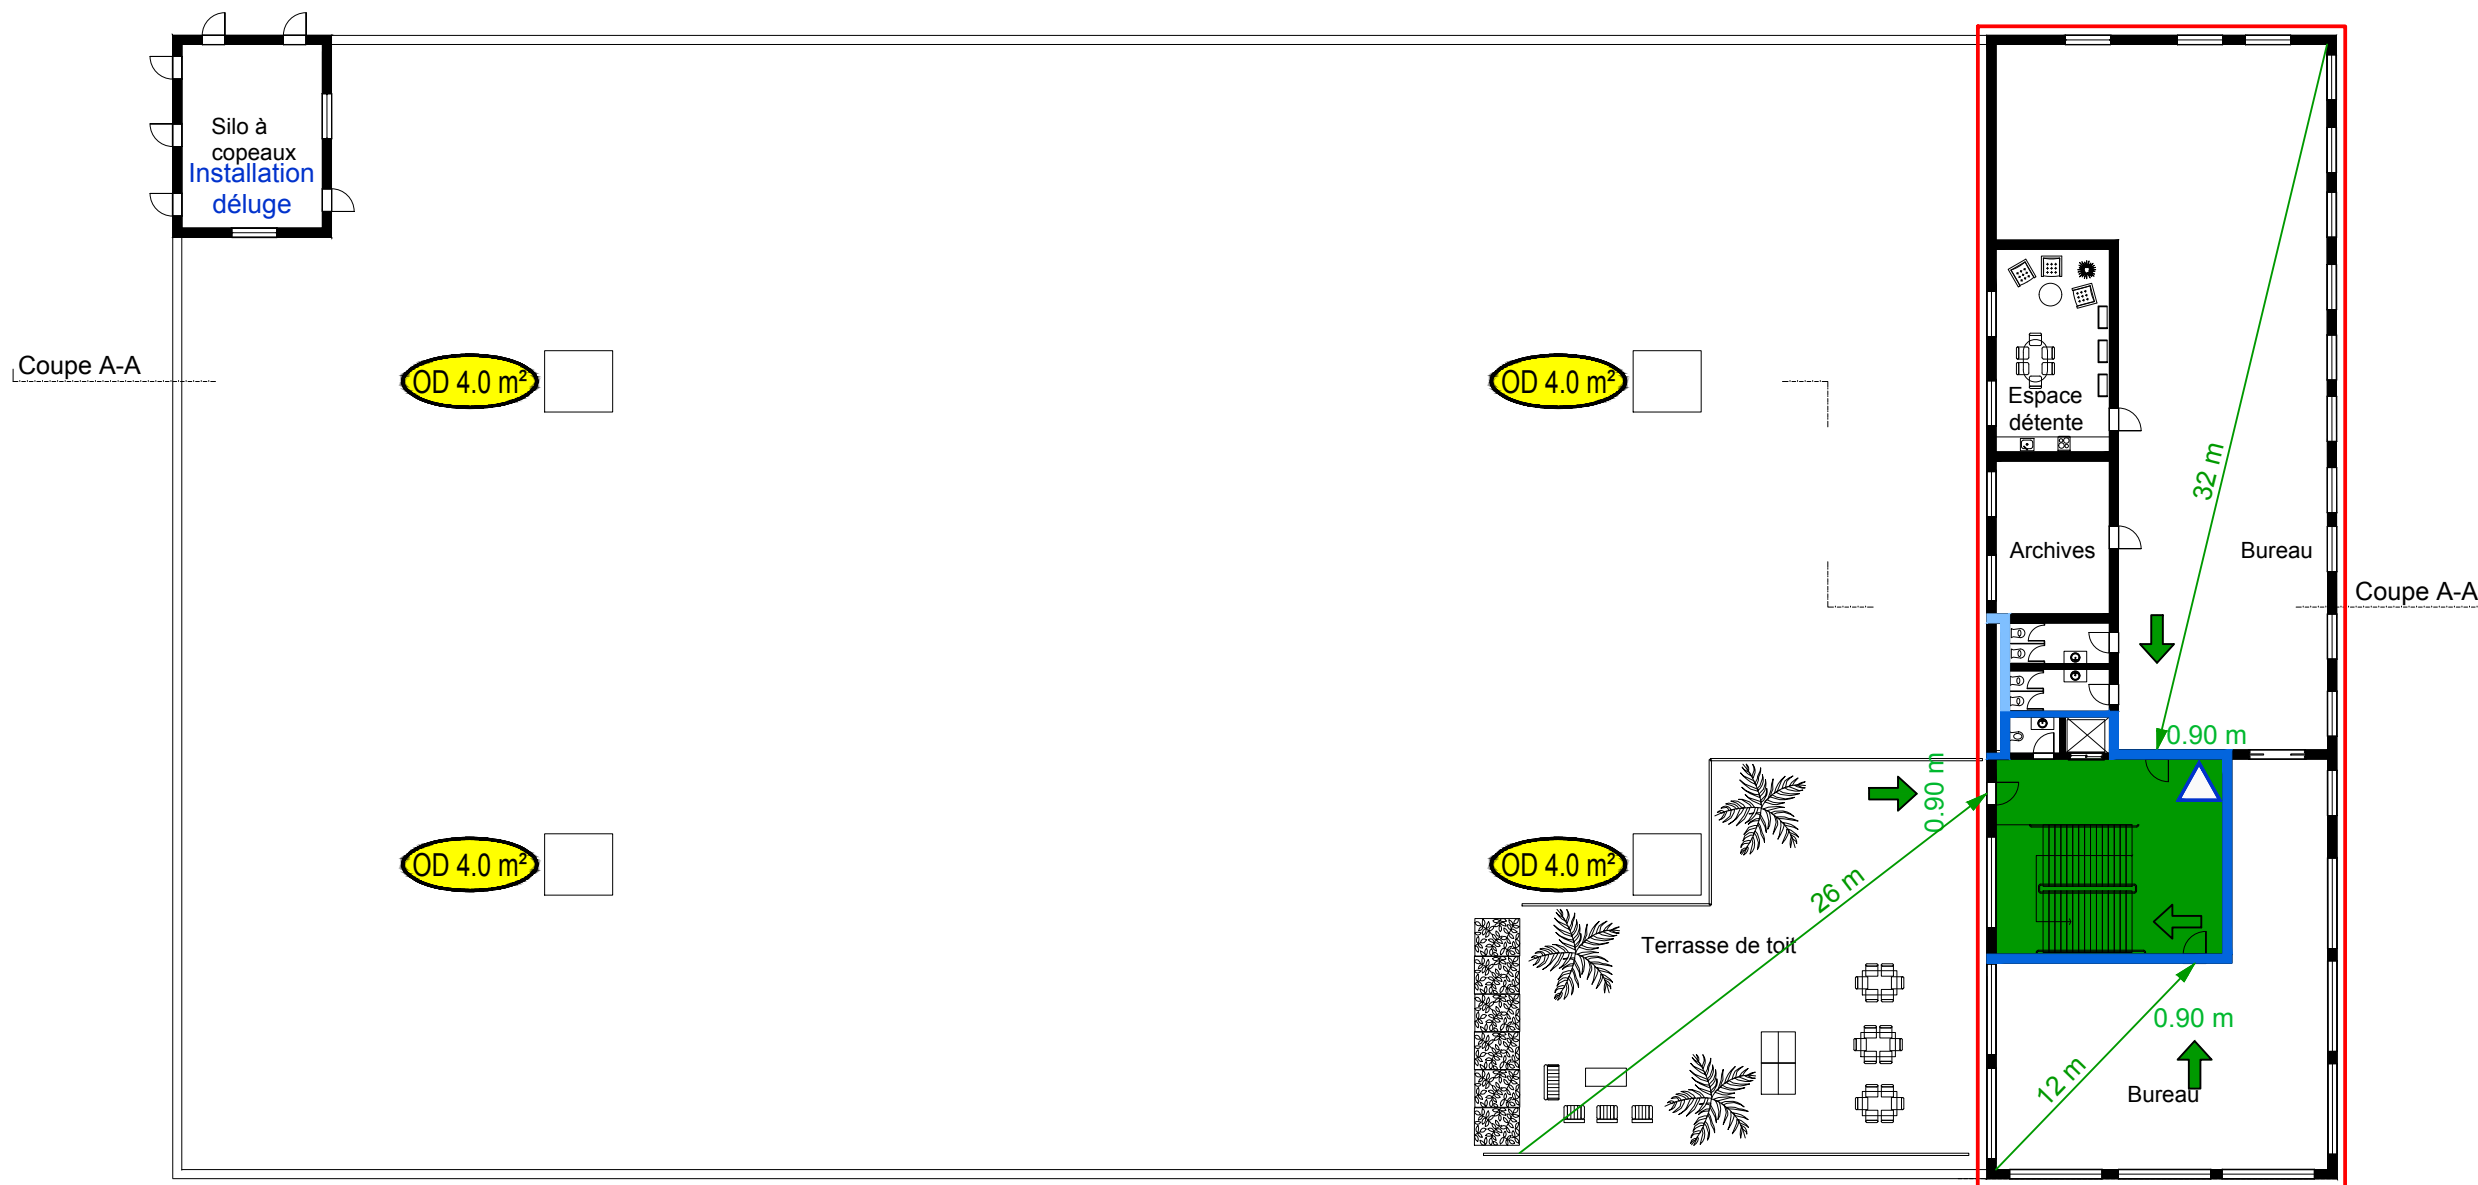 Silo à
copeaux
Installation
déluge
Coupe A-A
OD 4.0 m²
OD 4.0 m²
Espace
détente
32 m
Archives
Bureau
Coupe A-A
0.90 m
0.90 m
OD 4.0 m²
OD 4.0 m²
26 m
Terrasse de toit
0.90 m
12 m
Bureau